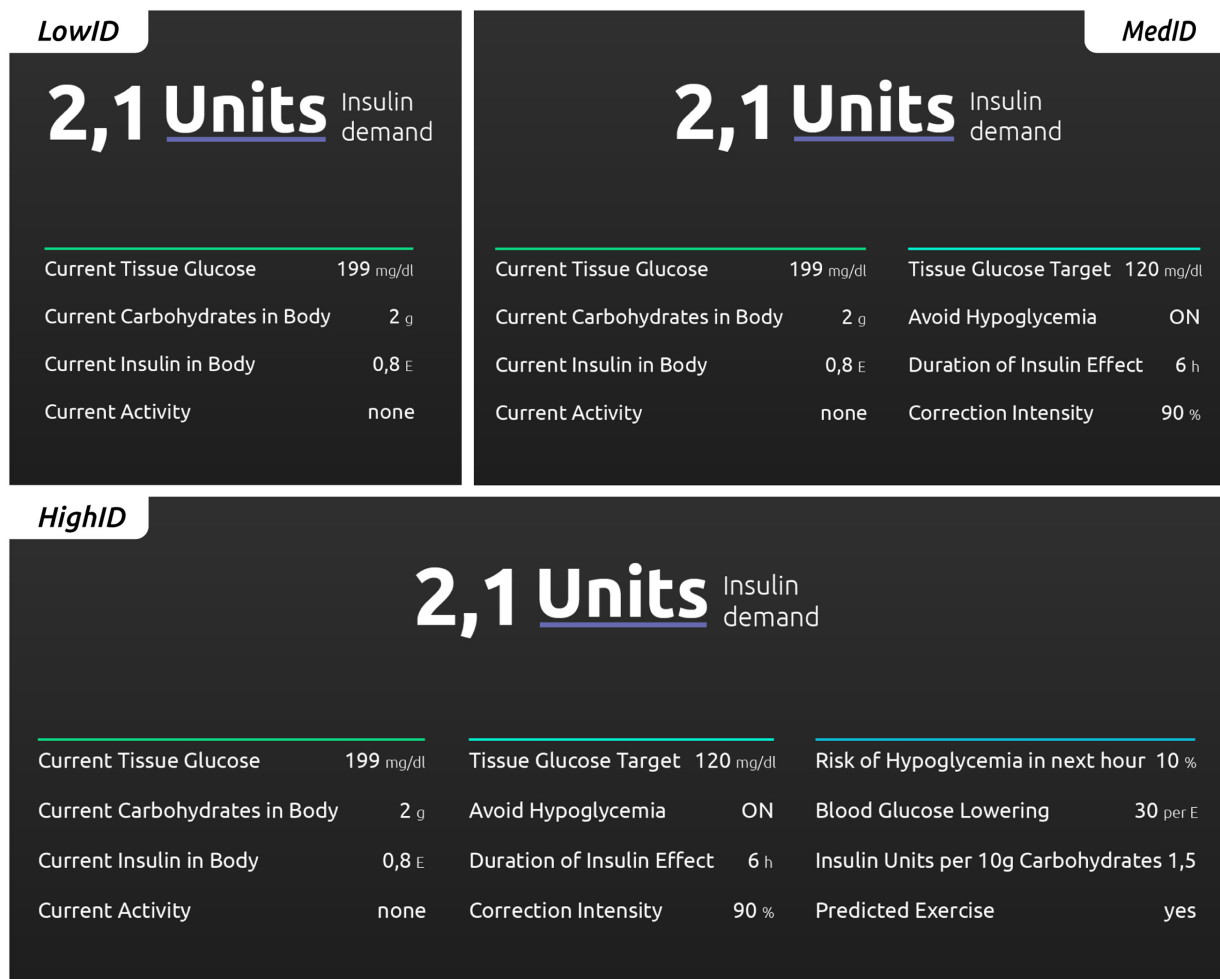 LowID
2,1 Units Insulin demand
Current Tissue Glucose 199 mg/dl
Current Carbohydrates in Body 2 g
Current Insulin in Body 0,8 E
Current Activity none
MedID
2,1 Units Insulin demand
Current Tissue Glucose 199 mg/dl
Current Carbohydrates in Body 2 g
Current Insulin in Body 0,8 E
Current Activity none
Tissue Glucose Target 120 mg/dl
Avoid Hypoglycemia ON
Duration of Insulin Effect 6 h
Correction Intensity 90 %
HighID
2,1 Units Insulin demand
Current Tissue Glucose 199 mg/dl
Current Carbohydrates in Body 2 g
Current Insulin in Body 0,8 E
Current Activity none
Tissue Glucose Target 120 mg/dl
Avoid Hypoglycemia ON
Duration of Insulin Effect 6 h
Correction Intensity 90 %
Risk of Hypoglycemia in next hour 10 %
Blood Glucose Lowering 30 per E
Insulin Units per 10g Carbohydrates 1,5
Predicted Exercise yes